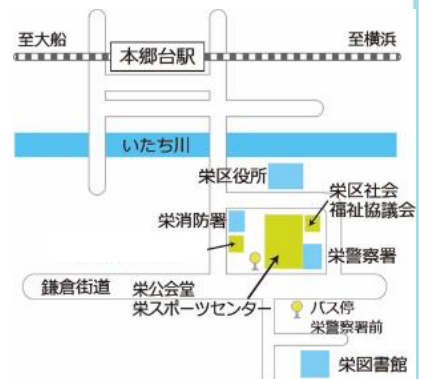 至大船
至横浜
本郷台駅
いたち川
栄区役所
栄区社会
福祉協議会
栄消防署
栄警察署
鎌倉街道
栄公会堂
栄スポーツセンター
バス停
栄警察署前
栄図書館